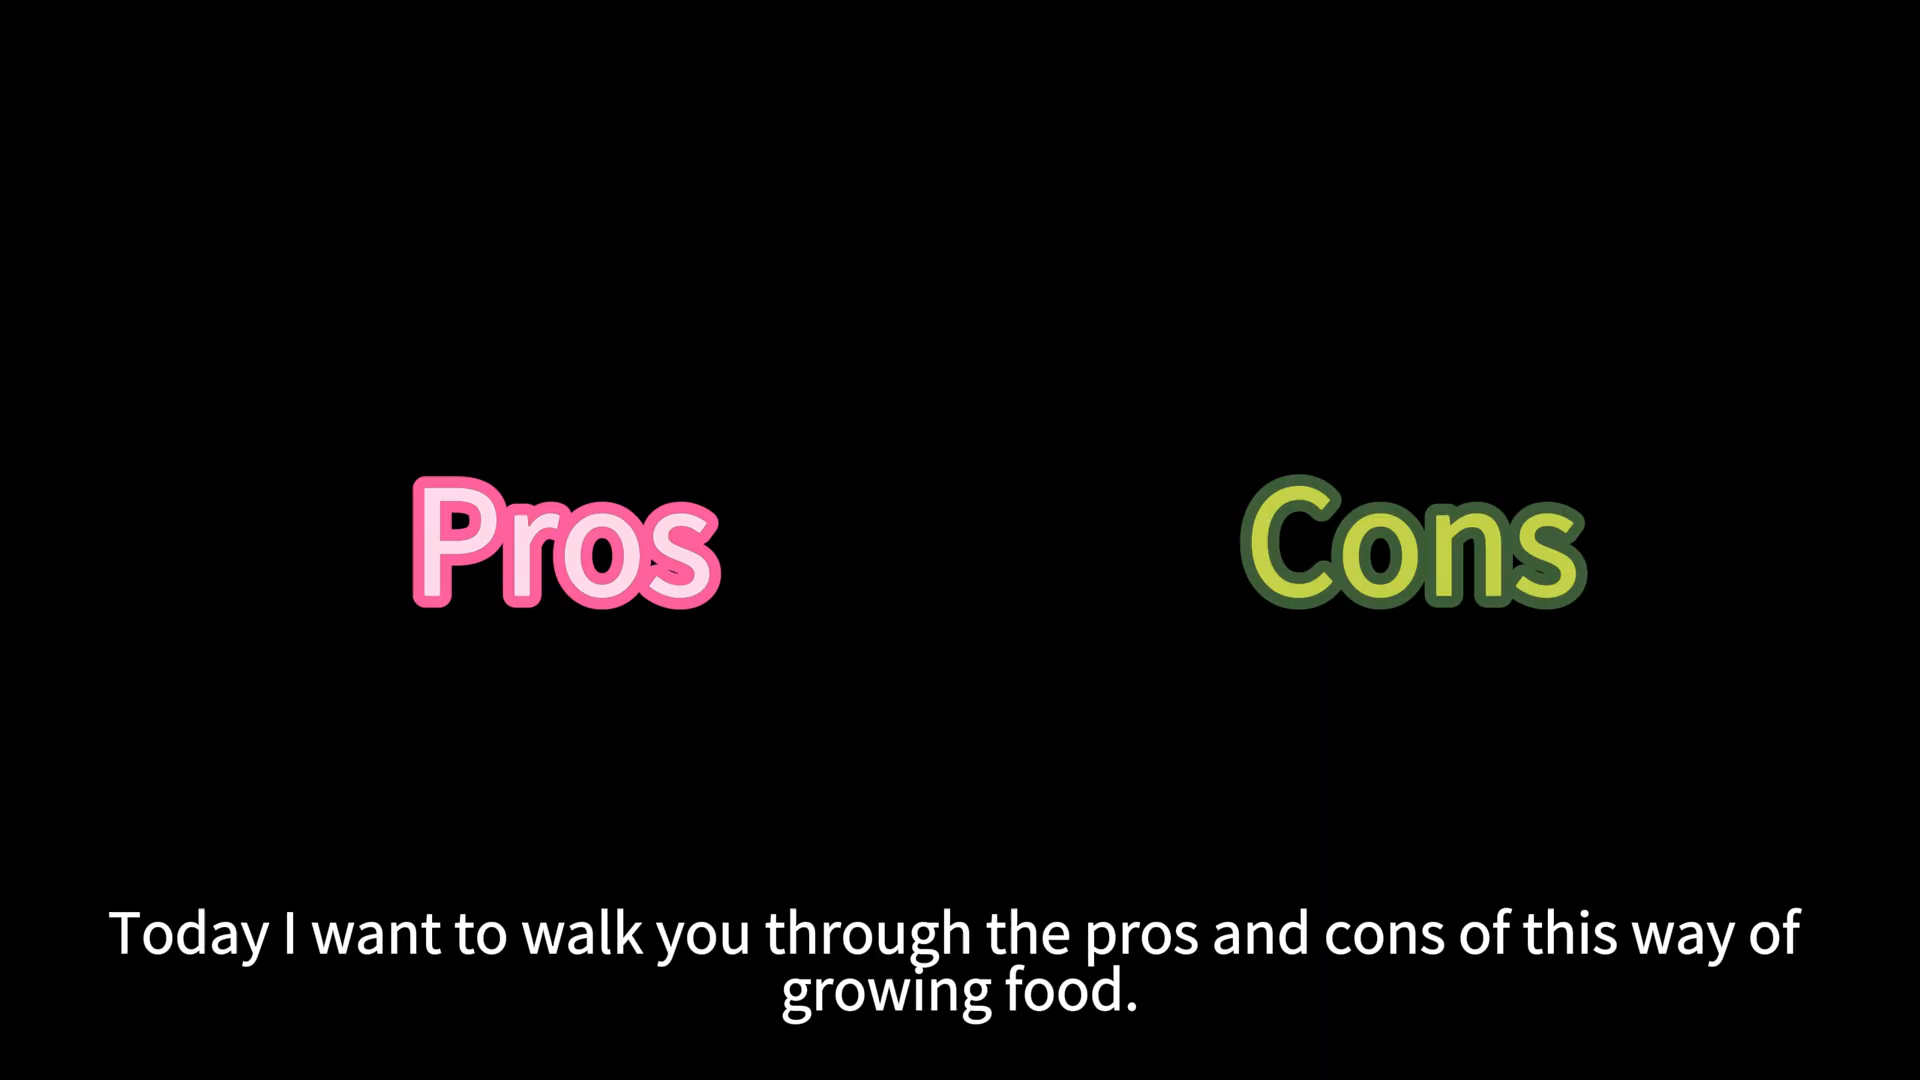 Pros
Cons
Today I want to walk you through the pros and cons of this way of
growing food.